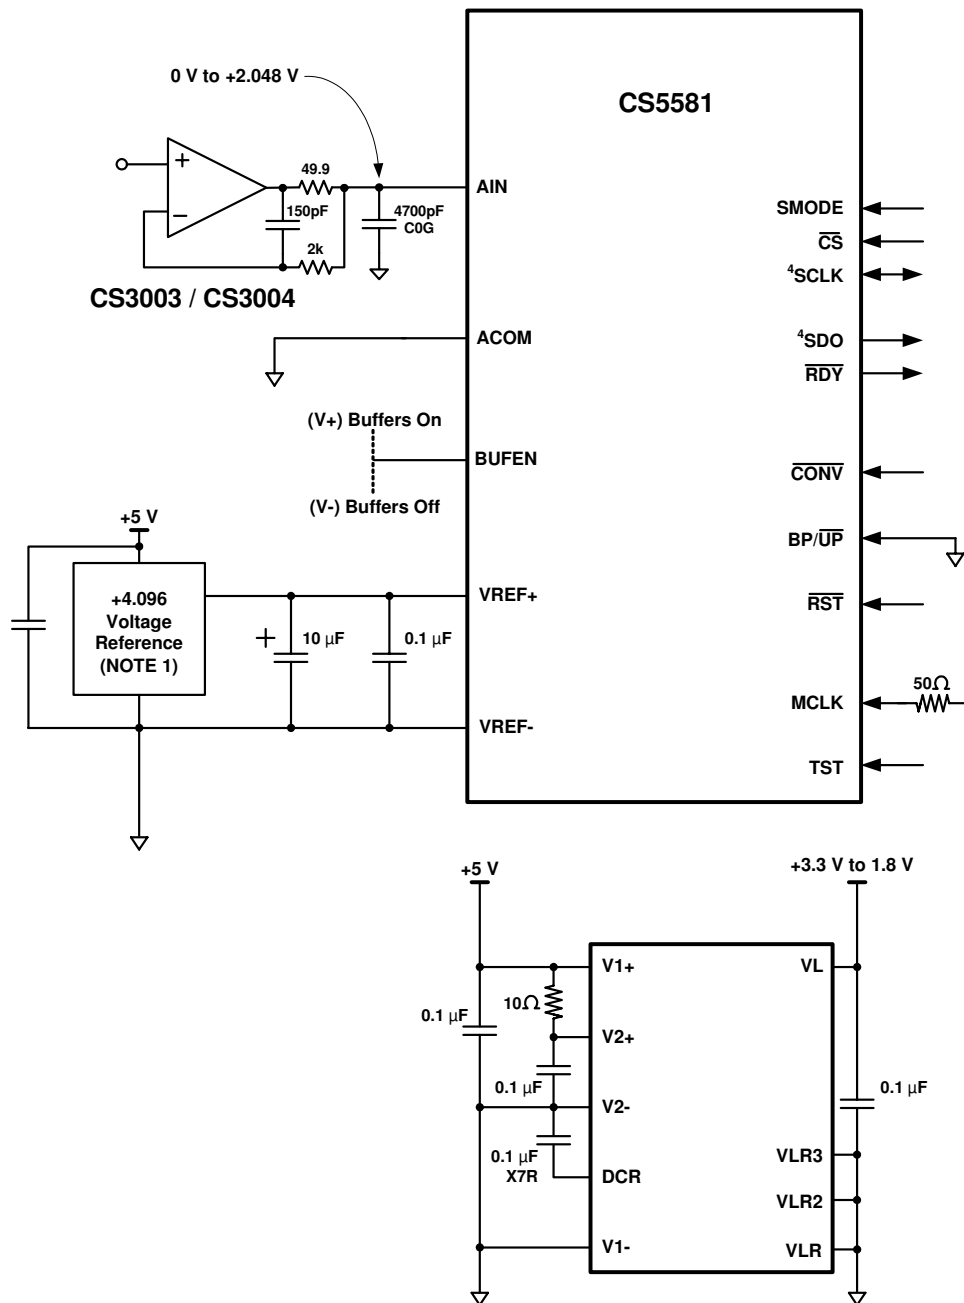 0 V to +2.048 V
CS5581
+
49.9
−
150pF
4700pF
C0G
2k
CS3003 / CS3004
AIN
SMODE
CS
4SCLK
ACOM
4SDO
RDY
(V+) Buffers On
BUFEN
CONV
(V-) Buffers Off
+5 V
BP/UP
+4.096
Voltage
Reference
(NOTE 1)
+
10 µF
0.1 µF
VREF+
RST
50Ω
MCLK
VREF-
TST
+5 V
+3.3 V to 1.8 V
V1+
VL
10Ω
0.1 µF
V2+
0.1 µF
0.1 µF
V2-
0.1 µF
X7R
DCR
VLR3
VLR2
V1-
VLR